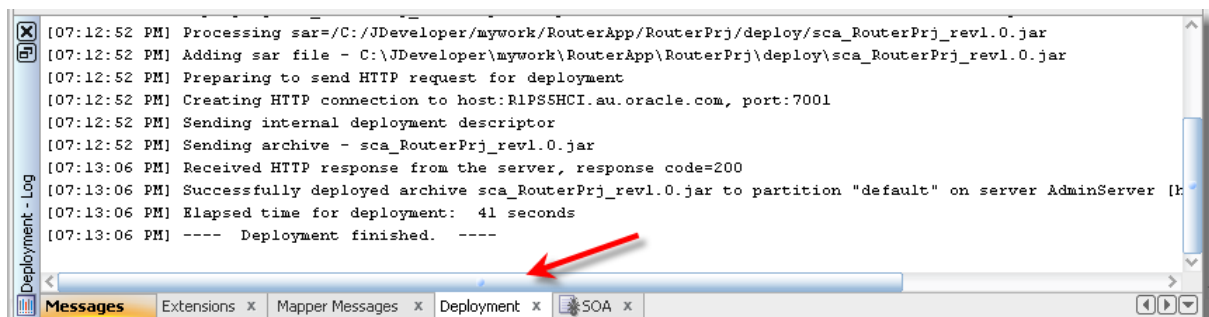 [07:12:52 PM] Processing sar=/C:/JDeveloper/mywork/RouterApp/RouterPrj/deploy/sca_RouterPrj_rev1.0.jar
[07:12:52 PM] Adding sar file - C:\JDeveloper\mywork\RouterApp\RouterPrj\deploy\sca_RouterPrj_rev1.0.jar
[07:12:52 PM] Preparing to send HTTP request for deployment
[07:12:52 PM] Creating HTTP connection to host:R1PS5HCI.au.oracle.com, port:7001
[07:12:52 PM] Sending internal deployment descriptor
[07:12:52 PM] Sending archive - sca_RouterPrj_rev1.0.jar
[07:13:06 PM] Received HTTP response from the server, response code=200
[07:13:06 PM] Successfully deployed archive sca_RouterPrj_rev1.0.jar to partition "default" on server AdminServer [h
[07:13:06 PM] Elapsed time for deployment:  41 seconds
[07:13:06 PM] ----  Deployment finished.  ----
Deployment - Log
Messages Extensions x Mapper Messages x Deployment x SOA x